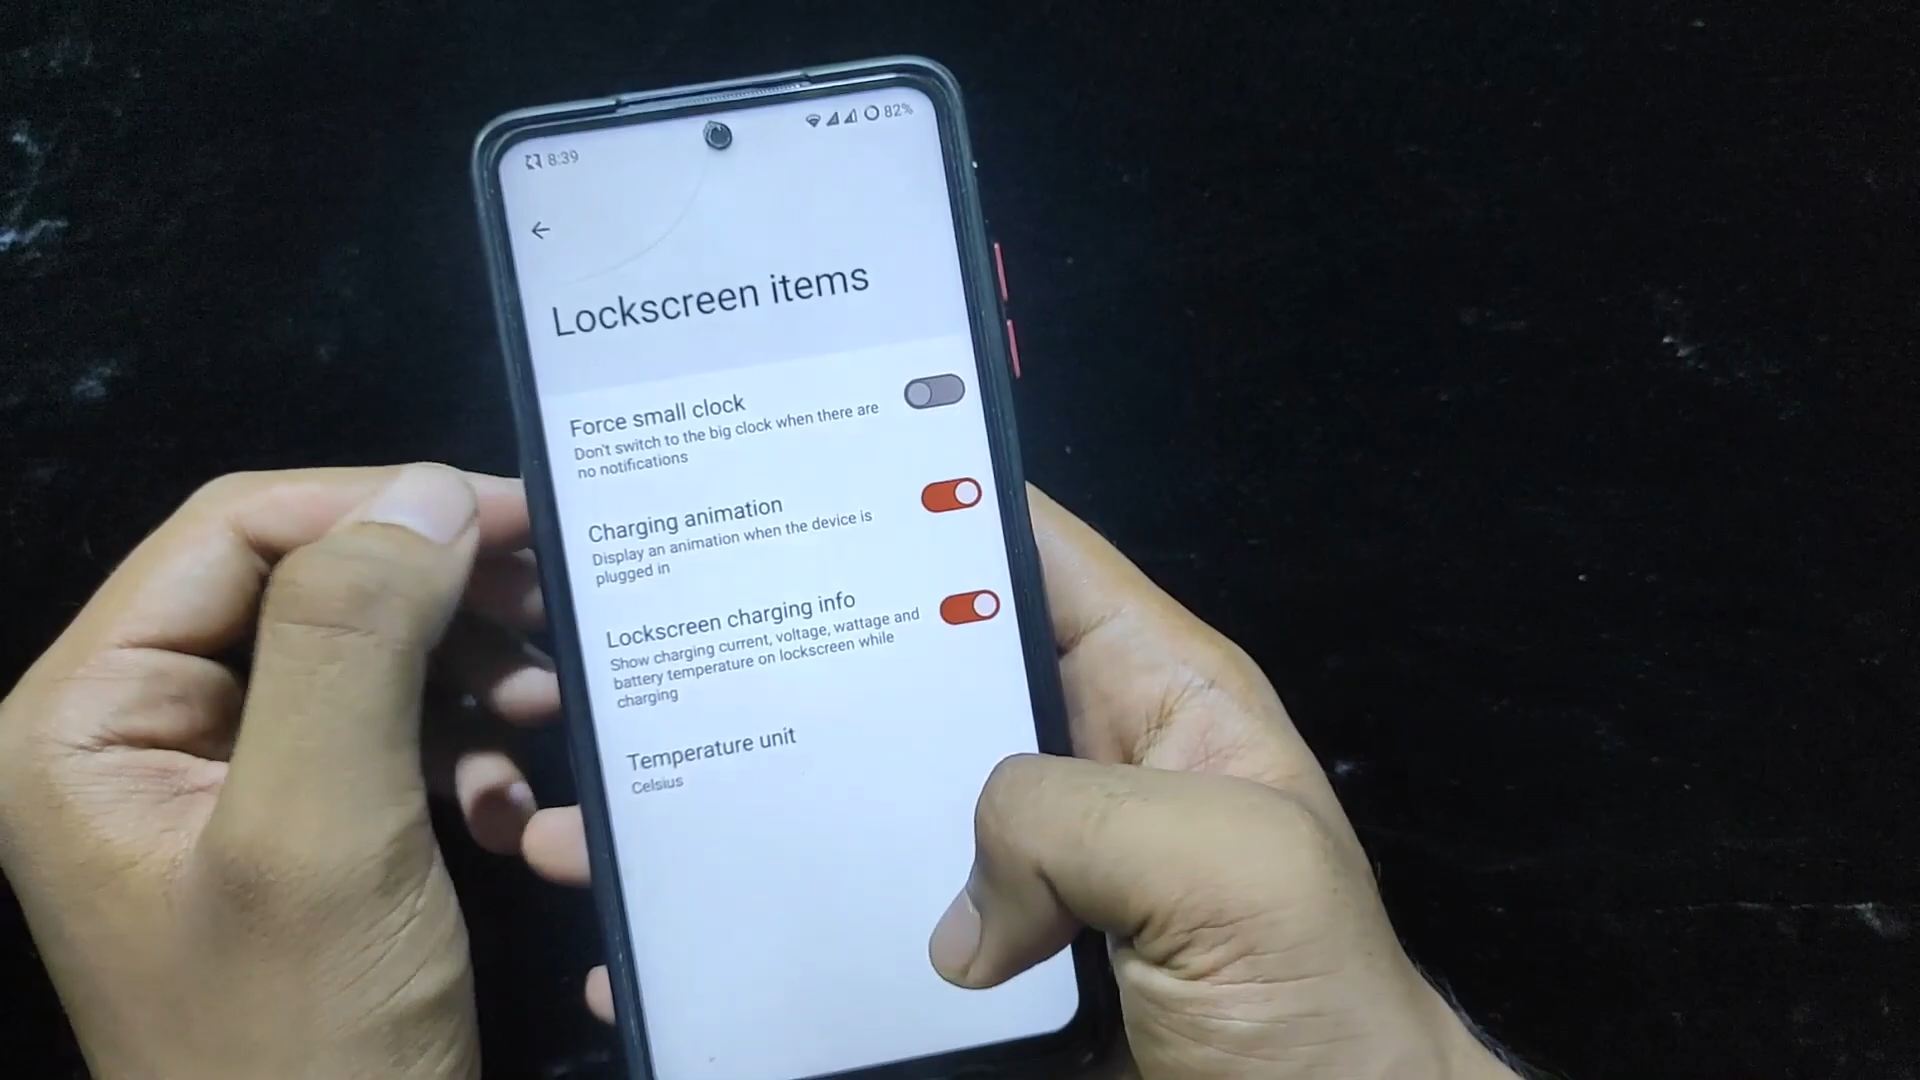 8:39
82%
Lockscreen items
Force small clock
Don't switch to the big clock when there are
no notifications
Charging animation
Display an animation when the device is
plugged in
Lockscreen charging info
Show charging current, voltage, wattage and
battery temperature on lockscreen while
charging
Temperature unit
Celsius